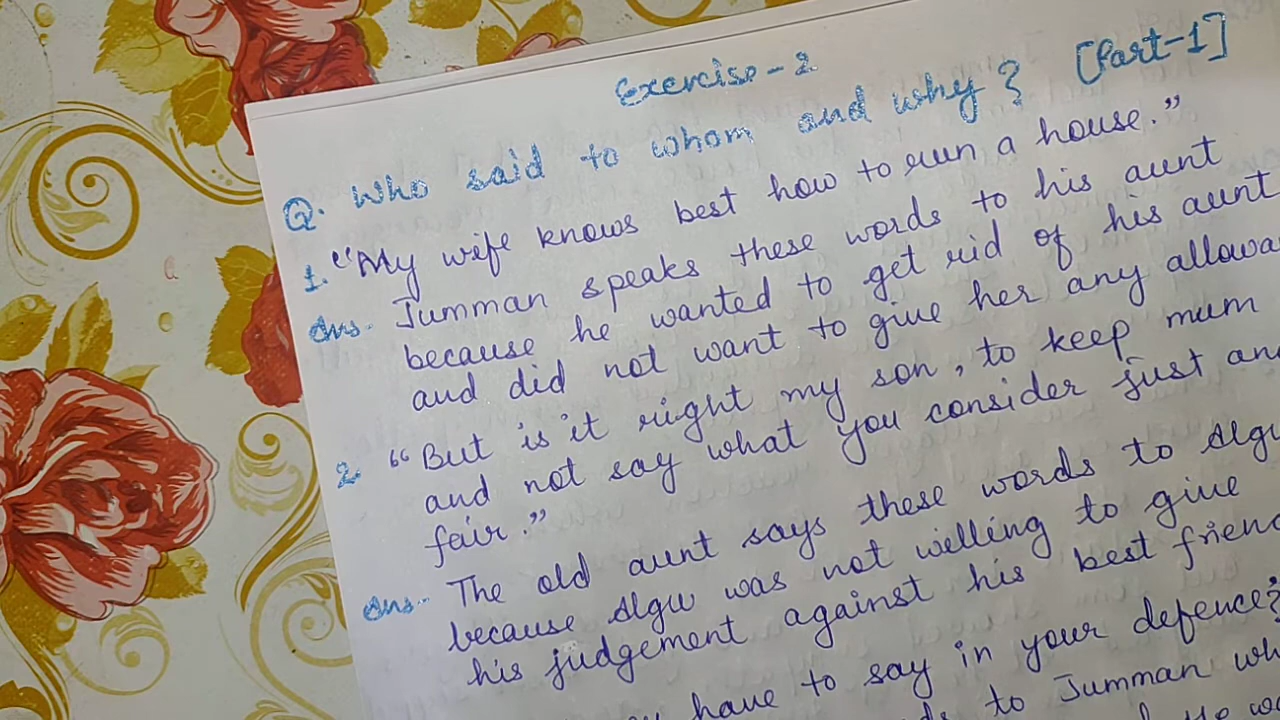 Exercise - 2
Q. Who said to whom and why? [Part-1]
1. "My wife knows best how to run a house."
Ans. Jumman speaks these words to his aunt
because he wanted to get rid of his aunt
and did not want to give her any allowa
2. "But is it right my son, to keep mum
and not say what you consider just and
fair."
Ans.- The old aunt says these words to Algu
because Algu was not welling to give
his judgement against his best friend
have to say in your defence?
to Jumman wh